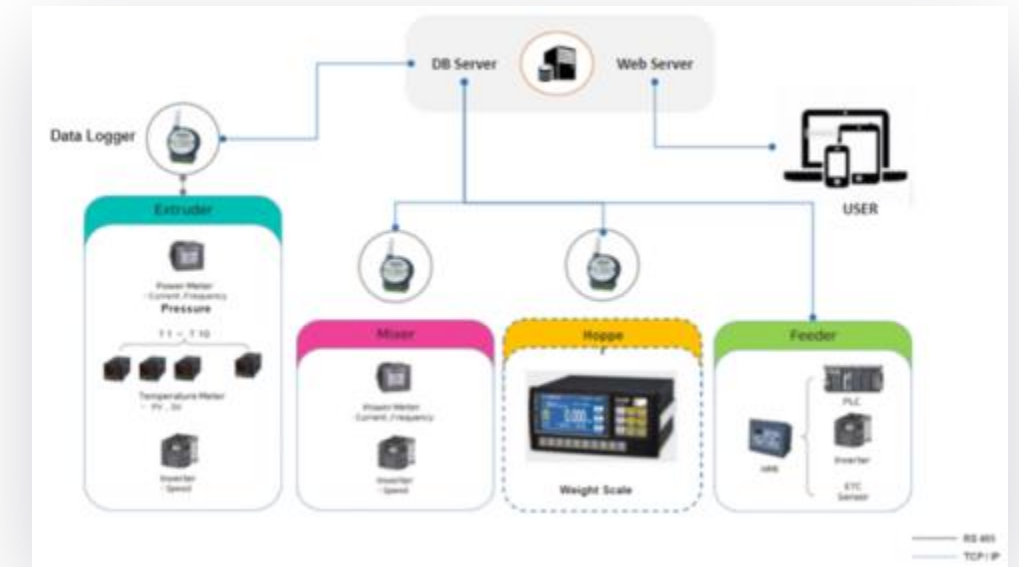 DB Server
Web Server
Data Logger
USER
Extruder
Power Meter
- Current ,Frequency
Pressure
T 1 ~ T 10
Temperature Meter
- PV , SV
Inverter
- Speed
Mixer
Power Meter
- Current ,Frequency
Inverter
- Speed
Hoppe
r
Weight Scale
Feeder
PLC
Inverter
ETC
Sensor
RS 485
TCP / IP